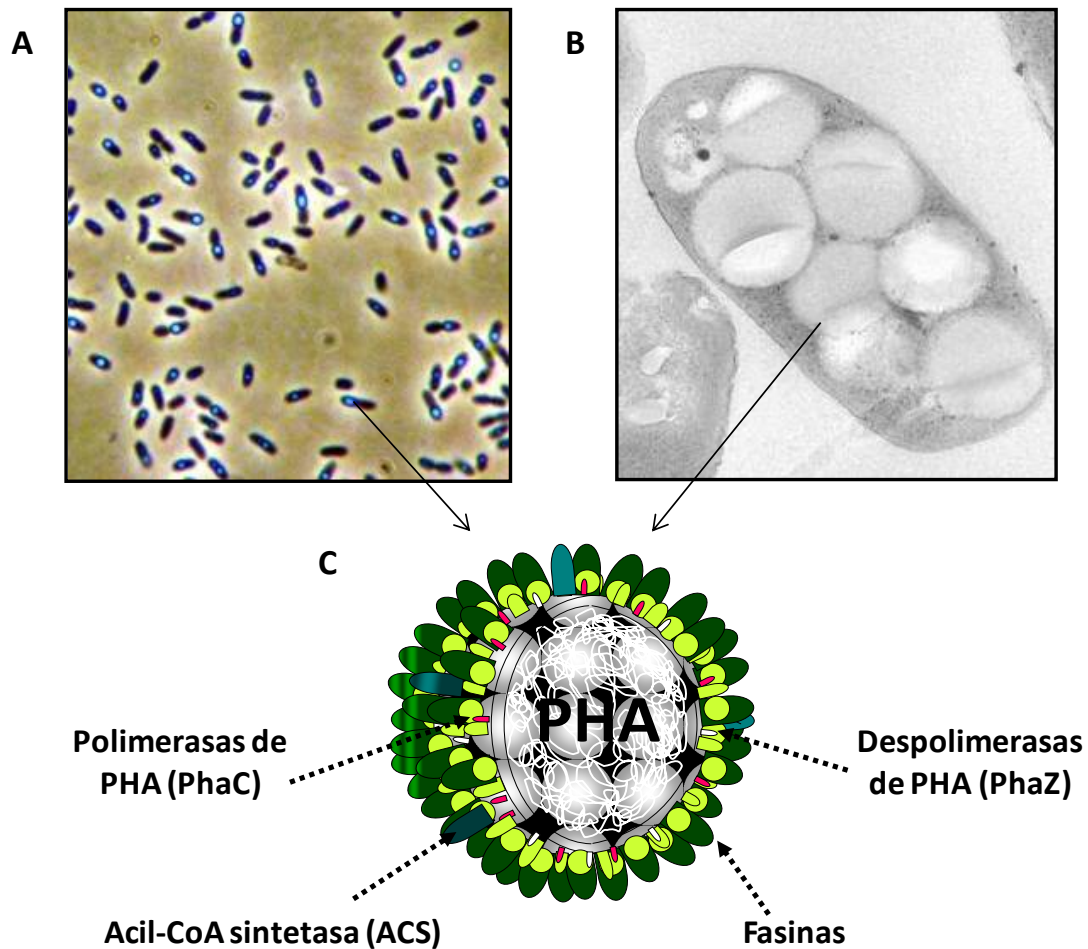 A
B
C
PHA
Polimerasas de
PHA (PhaC)
Despolimerasas
de PHA (PhaZ)
Acil-CoA sintetasa (ACS)
Fasinas